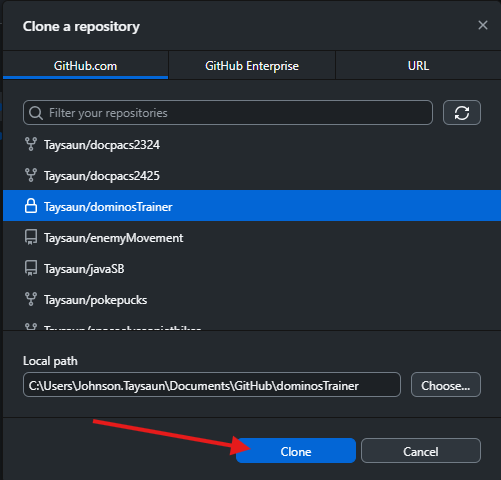 Clone a repository
GitHub.com GitHub Enterprise URL
Filter your repositories
Taysaun/docpacs2324
Taysaun/docpacs2425
Taysaun/dominosTrainer
Taysaun/enemyMovement
Taysaun/javaSB
Taysaun/pokepucks
Local path
C:\Users\Johnson.Taysaun\Documents\GitHub\dominosTrainer Choose...
Clone Cancel